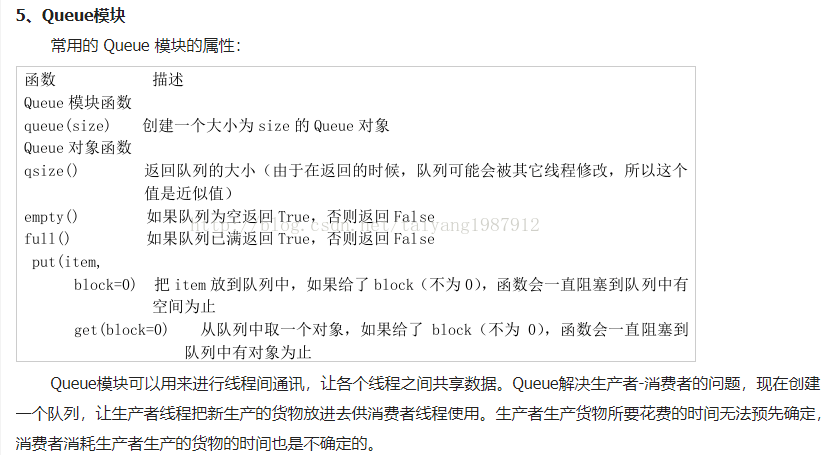 5、Queue模块
常用的 Queue 模块的属性：
函数 描述
Queue 模块函数
queue(size) 创建一个大小为 size 的 Queue 对象
Queue 对象函数
qsize() 返回队列的大小（由于在返回的时候，队列可能会被其它线程修改，所以这个
值是近似值）
empty() 如果队列为空返回 True，否则返回 False
http://blog.csdn.net/taiyang1987912
full() 如果队列已满返回 True，否则返回 False
put(item,
block=0) 把 item 放到队列中，如果给了 block（不为 0），函数会一直阻塞到队列中有
空间为止
get(block=0) 从队列中取一个对象，如果给了 block（不为 0），函数会一直阻塞到
队列中有对象为止
Queue模块可以用来进行线程间通讯，让各个线程之间共享数据。Queue解决生产者-消费者的问题，现在创建
一个队列，让生产者线程把新生产的货物放进去供消费者线程使用。生产者生产货物所要花费的时间无法预先确定，
消费者消耗生产者生产的货物的时间也是不确定的。